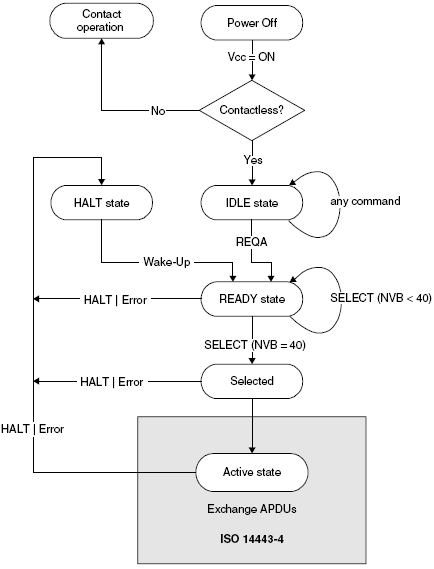 Contact
operation
Power Off
Vcc = ON
Contactless?
No
Yes
HALT state
IDLE state
any command
REQA
Wake-Up
HALT | Error
READY state
SELECT (NVB < 40)
SELECT (NVB = 40)
HALT | Error
Selected
HALT | Error
Active state
Exchange APDUs
ISO 14443-4